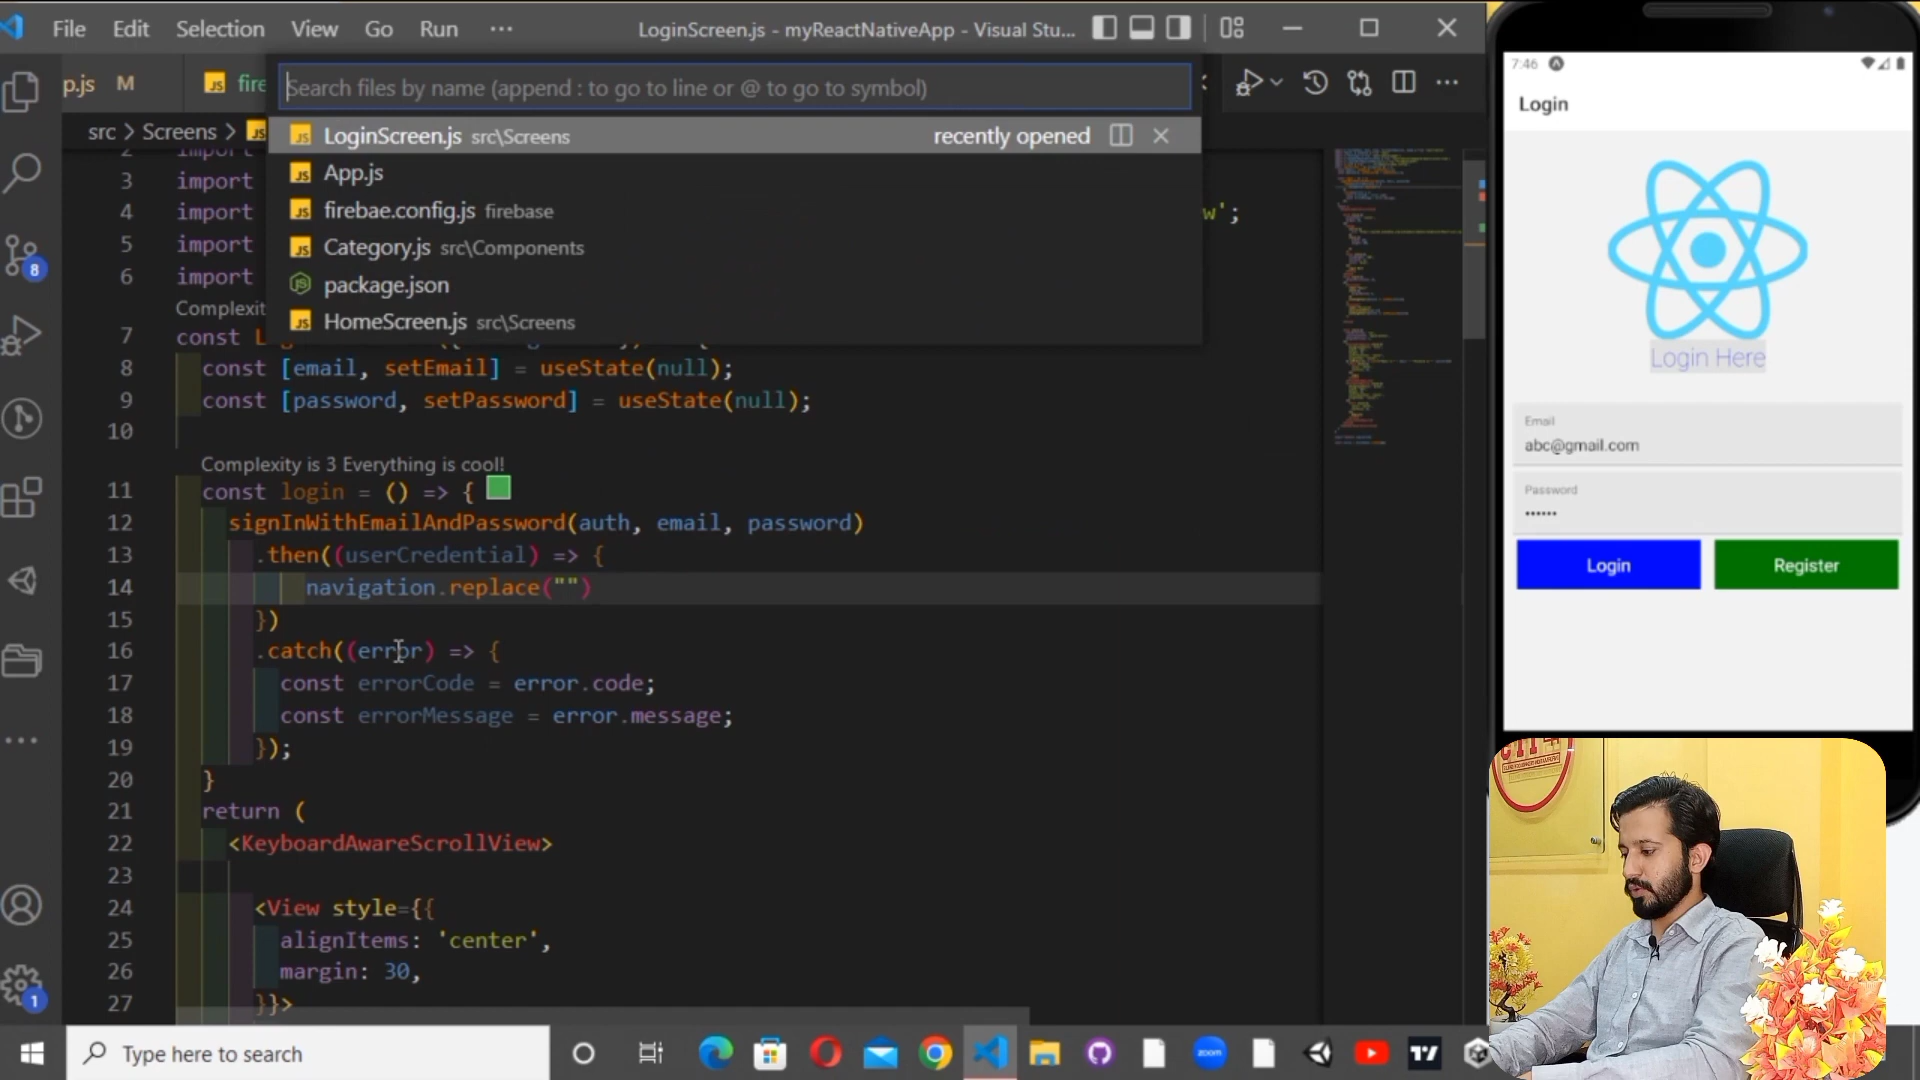 File Edit Selection View Go Run ··· LoginScreen.js - myReactNativeApp - Visual Stu...
p.js M fire
Search files by name (append : to go to line or @ to go to symbol)
src > Screens >
LoginScreen.js src\Screens recently opened
App.js
firebae.config.js firebase
Category.js src\Components
package.json
HomeScreen.js src\Screens
2 import
3 import
4 import w';
5 import
6 import
Complexit
7 const L
8 const [email, setEmail] = useState(null);
9 const [password, setPassword] = useState(null);
10
Complexity is 3 Everything is cool!
11 const login = () => {
12 signInWithEmailAndPassword(auth, email, password)
13 .then((userCredential) => {
14 navigation.replace("")
15 })
16 .catch((error) => {
17 const errorCode = error.code;
18 const errorMessage = error.message;
19 });
20 }
21 return (
22 <KeyboardAwareScrollView>
23
24 <View style={{
25 alignItems: 'center',
26 margin: 30,
27 }}>
8
1
Type here to search
zoom
7:46
Login
Login Here
Email
abc@gmail.com
Password
••••••
Login Register